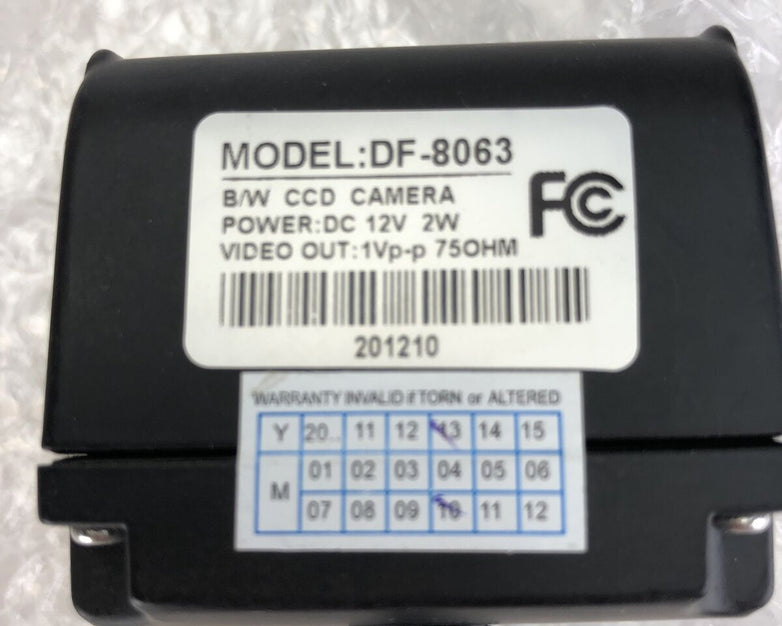 MODEL:DF-8063
B/W CCD CAMERA
POWER:DC 12V 2W
VIDEO OUT:1Vp-p 75OHM
FC
201210
WARRANTY INVALID if TORN or ALTERED
Y 20.. 11 12 13 14 15
M 01 02 03 04 05 06
07 08 09 10 11 12